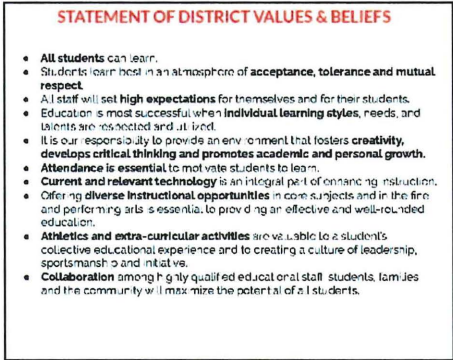 STATEMENT OF DISTRICT VALUES & BELIEFS
• All students can learn.
• Students learn best in an atmosphere of acceptance, tolerance and mutual
respect.
• All staff will set high expectations for themselves and for their students.
• Education is most successful when individual learning styles, needs, and
talents are respected and utilized.
• It is our responsibility to provide an environment that fosters creativity,
develops critical thinking and promotes academic and personal growth.
• Attendance is essential to motivate students to learn.
• Current and relevant technology is an integral part of enhancing instruction.
• Offering diverse instructional opportunities in core subjects and in the fine
and performing arts is essential to providing an effective and well-rounded
education.
• Athletics and extra-curricular activities are valuable to a student's
collective educational experience and to creating a culture of leadership,
sportsmanship and initiative.
• Collaboration among highly qualified educational staff, students, families
and the community will maximize the potential of all students.